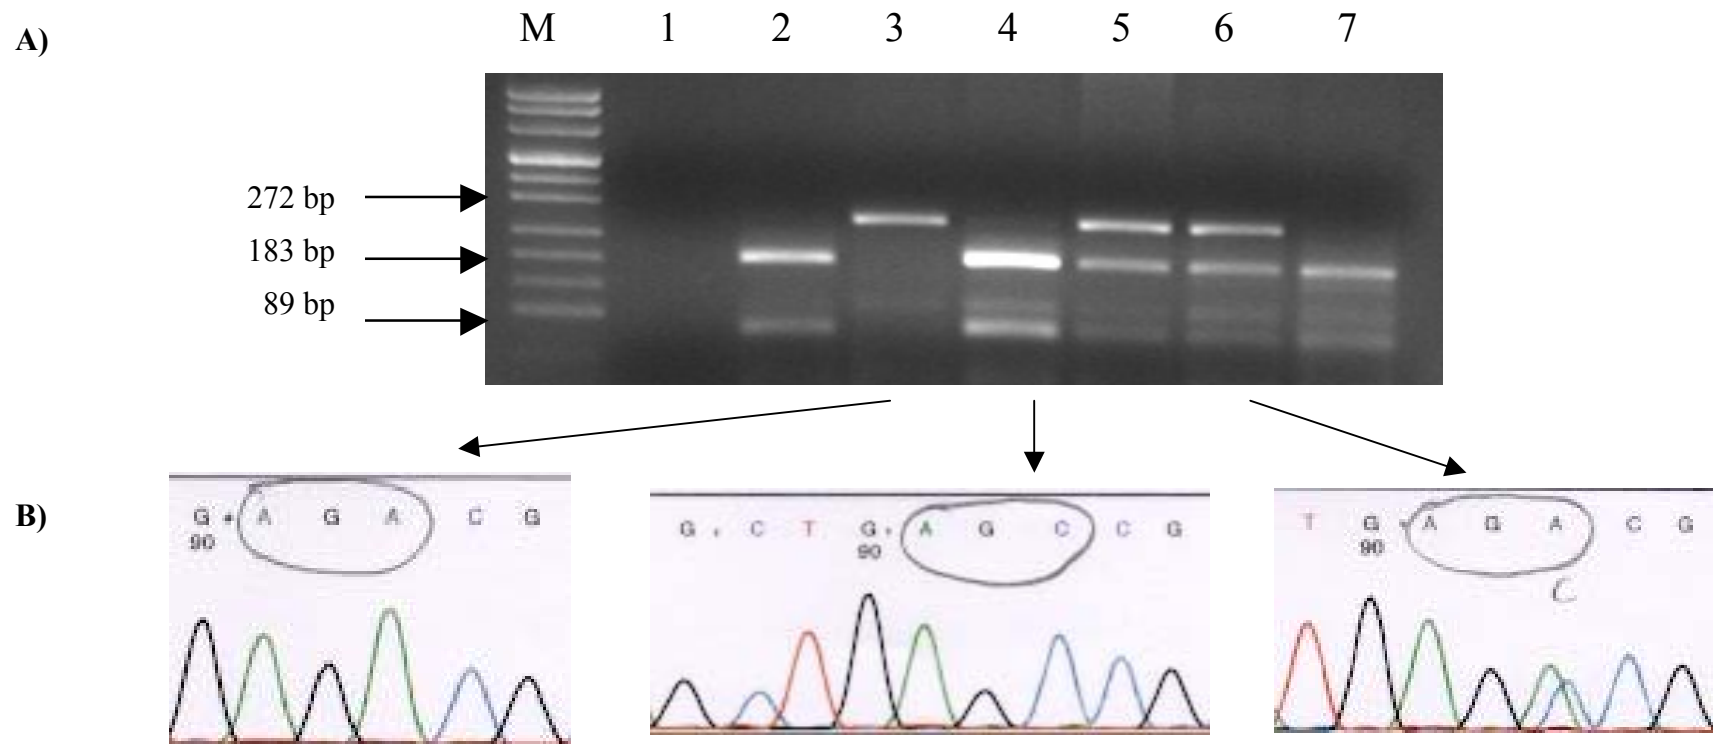 A)
M 1 2 3 4 5 6 7
272 bp
183 bp
89 bp
B)
G A G A C G
90
G C T G A G C C G
90
T G A G A C G
90
C